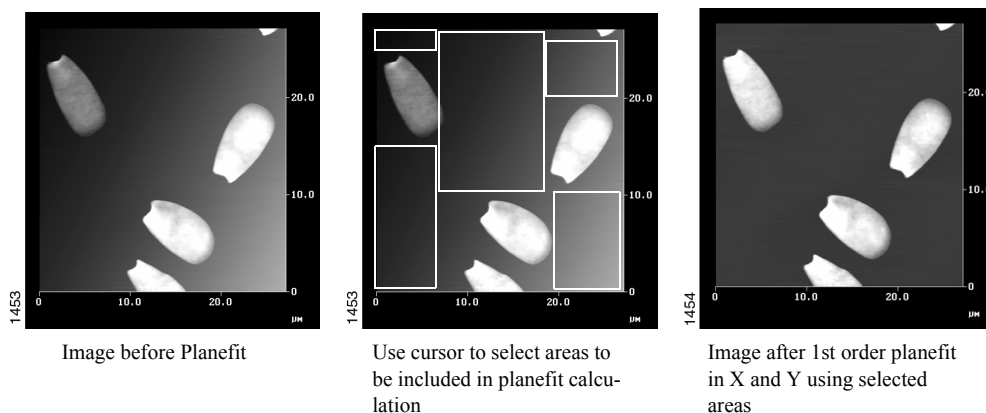 20.0
10.0
0
0
10.0
20.0
µM
1453
Image before Planefit
20.0
10.0
0
0
10.0
20.0
µM
1453
Use cursor to select areas to
be included in planefit calcu-
lation
20.0
10.0
0
0
10.0
20.0
µM
1454
Image after 1st order planefit
in X and Y using selected
areas